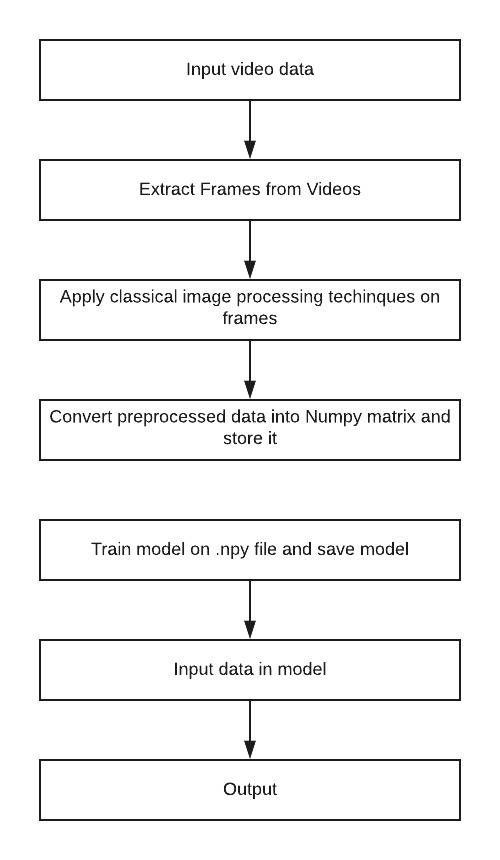 Input video data
Extract Frames from Videos
Apply classical image processing techinques on
frames
Convert preprocessed data into Numpy matrix and
store it
Train model on .npy file and save model
Input data in model
Output